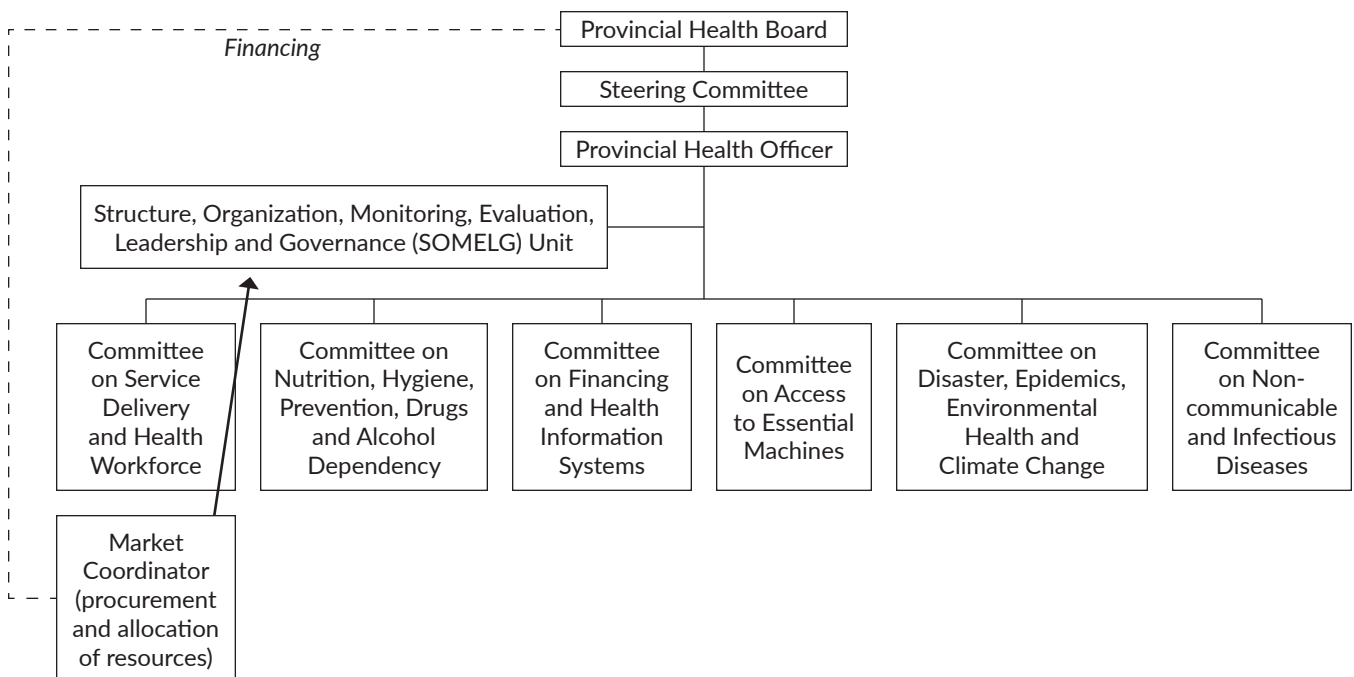 Provincial Health Board
Financing
Steering Committee
Provincial Health Officer
Structure, Organization, Monitoring, Evaluation,
Leadership and Governance (SOMELG) Unit
Committee
on Service
Delivery
and Health
Workforce
Committee on
Nutrition, Hygiene,
Prevention, Drugs
and Alcohol
Dependency
Committee
on Financing
and Health
Information
Systems
Committee
on Access
to Essential
Machines
Committee on
Disaster, Epidemics,
Environmental
Health and
Climate Change
Committee
on Non-
communicable
and Infectious
Diseases
Market
Coordinator
(procurement
and allocation
of resources)